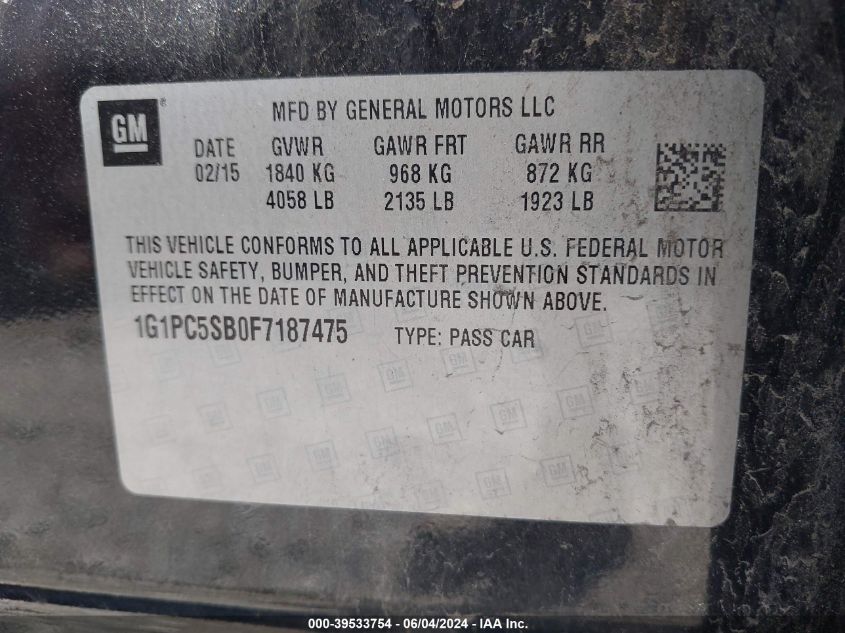 GM
®
MFD BY GENERAL MOTORS LLC
DATE GVWR GAWR FRT GAWR RR
02/15 1840 KG 968 KG 872 KG
4058 LB 2135 LB 1923 LB
THIS VEHICLE CONFORMS TO ALL APPLICABLE U.S. FEDERAL MOTOR
VEHICLE SAFETY, BUMPER, AND THEFT PREVENTION STANDARDS IN
EFFECT ON THE DATE OF MANUFACTURE SHOWN ABOVE.
1G1PC5SB0F7187475 TYPE: PASS CAR
000-39533754 - 06/04/2024 - IAA, Inc.